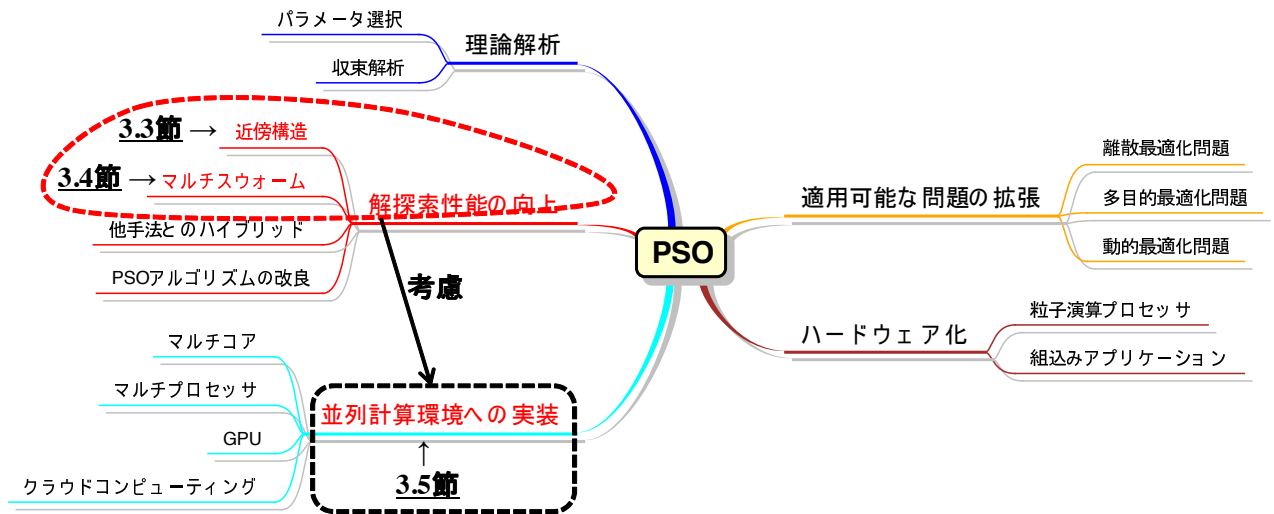 パラメータ選択
理論解析
収束解析
3.3節 → 近傍構造
3.4節 → マルチスウォーム
解探索性能の向上
他手法とのハイブリッド
PSOアルゴリズムの改良
考慮
マルチコア
マルチプロセッサ
並列計算環境への実装
GPU
↑
3.5節
クラウドコンピューティング
PSO
離散最適化問題
適用可能な問題の拡張
多目的最適化問題
動的最適化問題
粒子演算プロセッサ
ハードウェア化
組込みアプリケーション